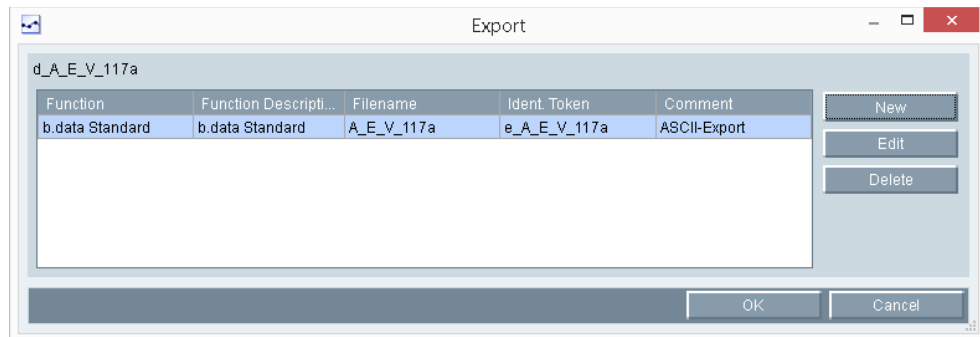 Export
d_A_E_V_117a
Function Function Descripti... Filename Ident. Token Comment
b.data Standard b.data Standard A_E_V_117a e_A_E_V_117a ASCII-Export
New
Edit
Delete
OK Cancel